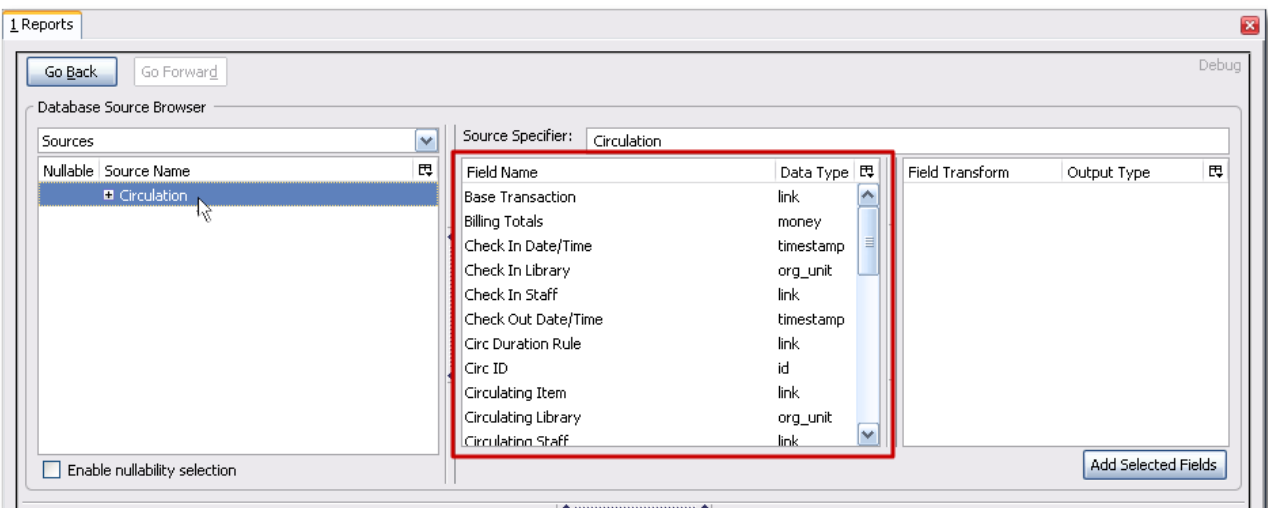 1 Reports
Go Back Go Forward Debug
Database Source Browser
Sources Source Specifier: Circulation
Nullable Source Name Field Name Data Type Field Transform Output Type
Circulation Base Transaction link
Billing Totals money
Check In Date/Time timestamp
Check In Library org_unit
Check In Staff link
Check Out Date/Time timestamp
Circ Duration Rule link
Circ ID id
Circulating Item link
Circulating Library org_unit
Circulating Staff link
Enable nullability selection Add Selected Fields